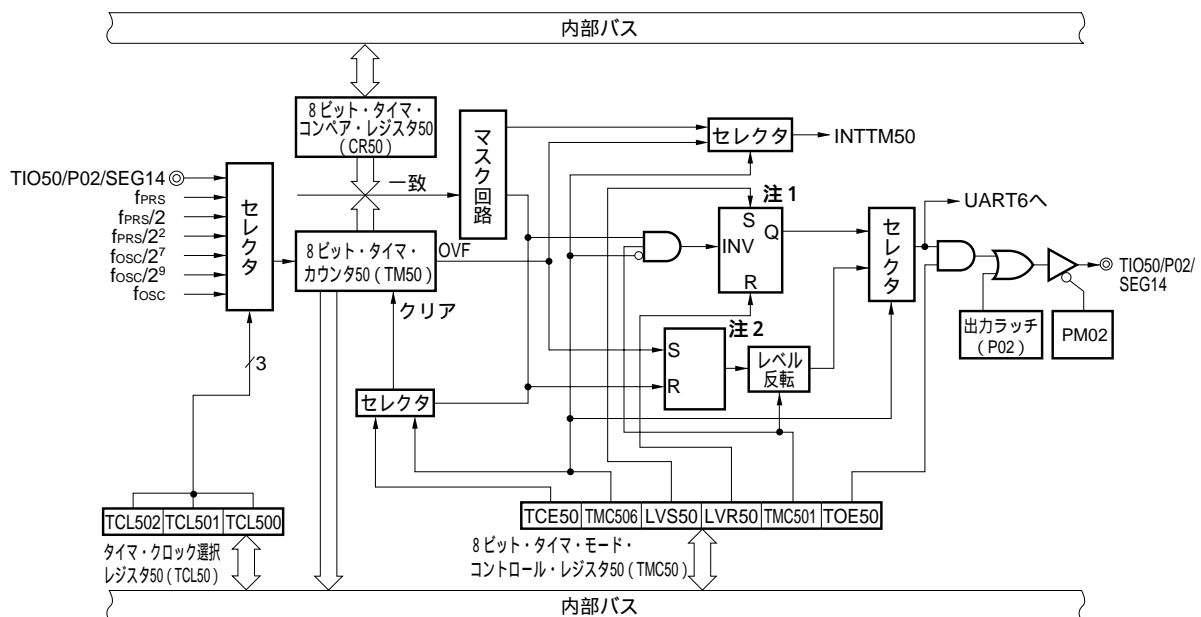 内部バス
8ビット・タイマ・
コンペア・レジスタ50
(CR50)
マスク回路
セレクタ
INTTM50
TIO50/P02/SEG14
fPRS
fPRS/2
fPRS/2²
fOSC/2⁷
fOSC/2⁹
fOSC
セレクタ
一致
8ビット・タイマ・
カウンタ50(TM50)
OVF
クリア
注1
S
INV
Q
R
セレクタ
UART6へ
TIO50/P02/
SEG14
出力ラッチ
(P02)
PM02
注2
S
R
レベル
反転
3
セレクタ
TCL502 TCL501 TCL500
タイマ・クロック選択
レジスタ50(TCL50)
TCE50 TMC506 LVS50 LVR50 TMC501 TOE50
8ビット・タイマ・モード・
コントロール・レジスタ50(TMC50)
内部バス